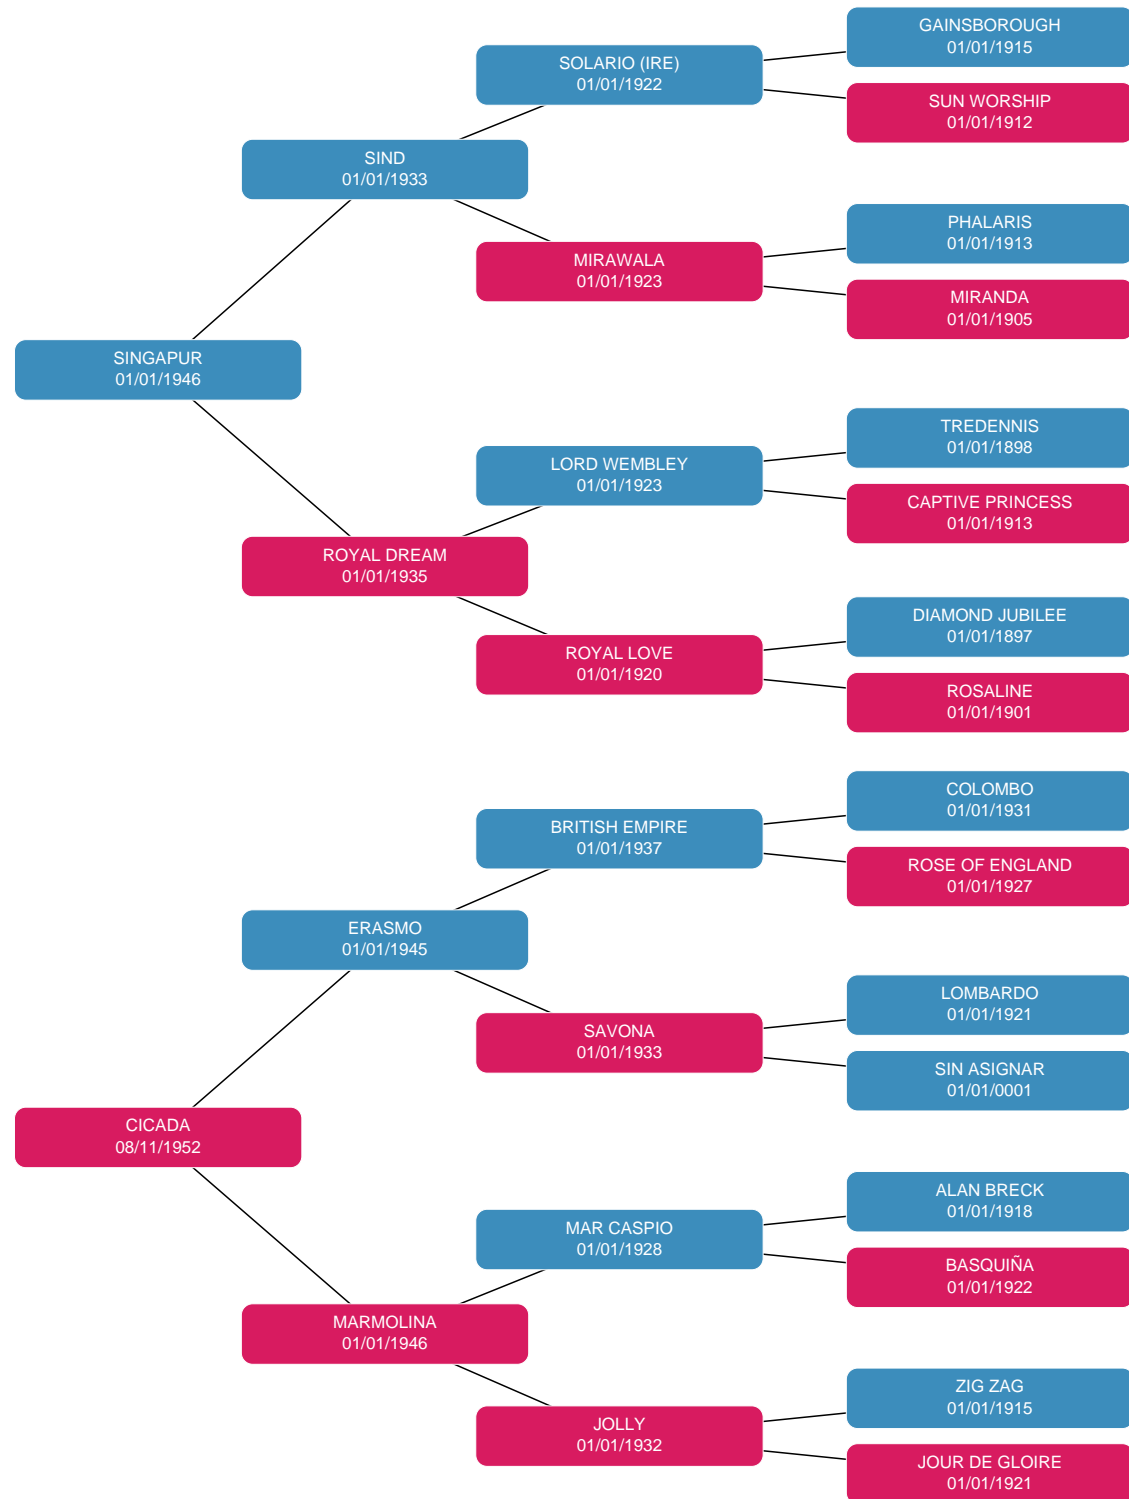 GAINSBOROUGH
01/01/1915
SOLARIO (IRE)
01/01/1922
SUN WORSHIP
01/01/1912
SIND
01/01/1933
PHALARIS
01/01/1913
MIRAWALA
01/01/1923
MIRANDA
01/01/1905
SINGAPUR
01/01/1946
TREDENNIS
01/01/1898
LORD WEMBLEY
01/01/1923
CAPTIVE PRINCESS
01/01/1913
ROYAL DREAM
01/01/1935
DIAMOND JUBILEE
01/01/1897
ROYAL LOVE
01/01/1920
ROSALINE
01/01/1901
COLOMBO
01/01/1931
BRITISH EMPIRE
01/01/1937
ROSE OF ENGLAND
01/01/1927
ERASMO
01/01/1945
LOMBARDO
01/01/1921
SAVONA
01/01/1933
SIN ASIGNAR
01/01/0001
CICADA
08/11/1952
ALAN BRECK
01/01/1918
MAR CASPIO
01/01/1928
BASQUIÑA
01/01/1922
MARMOLINA
01/01/1946
ZIG ZAG
01/01/1915
JOLLY
01/01/1932
JOUR DE GLOIRE
01/01/1921